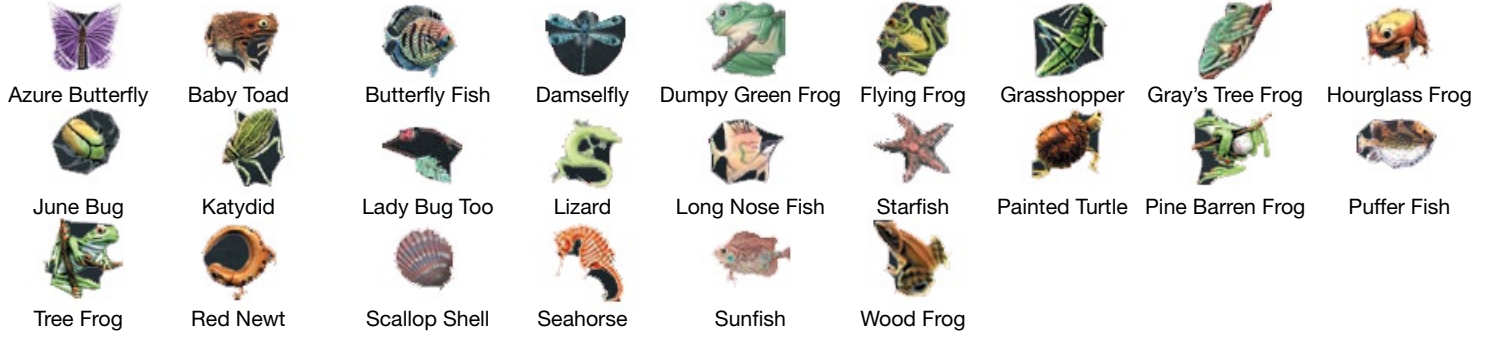 Azure Butterfly Baby Toad Butterfly Fish Damselfly Dumpy Green Frog Flying Frog Grasshopper Gray’s Tree Frog Hourglass Frog
June Bug Katydid Lady Bug Too Lizard Long Nose Fish Starfish Painted Turtle Pine Barren Frog Puffer Fish
Tree Frog Red Newt Scallop Shell Seahorse Sunfish Wood Frog